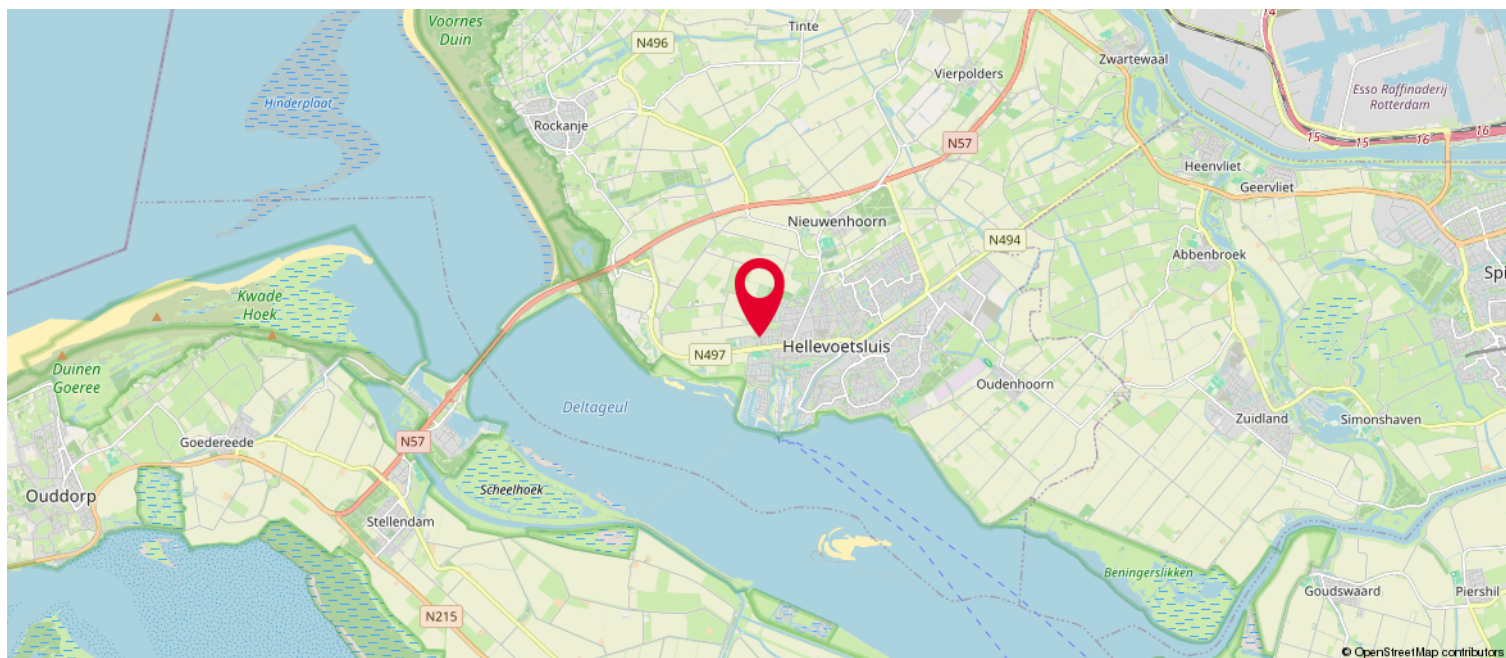 Voornes
Duin
Tinte
N496
Vierpolders
Zwartewaal
14
Esso Raffinaderij
Rotterdam
Hinderplaat
Rockanje
N57
15
15
16
16
Heenvliet
Geervliet
Nieuwenhoorn
N494
Abbenbroek
Spi
Kwade
Hoek
Duinen
Goeree
N497
Hellevoetsluis
Oudenhoorn
Deltageul
Zuidland
Simonshaven
Goedereede
N57
Ouddorp
Scheelhoek
Stellendam
Beningerslikken
Goudswaard
Piershil
N215
© OpenStreetMap contributors